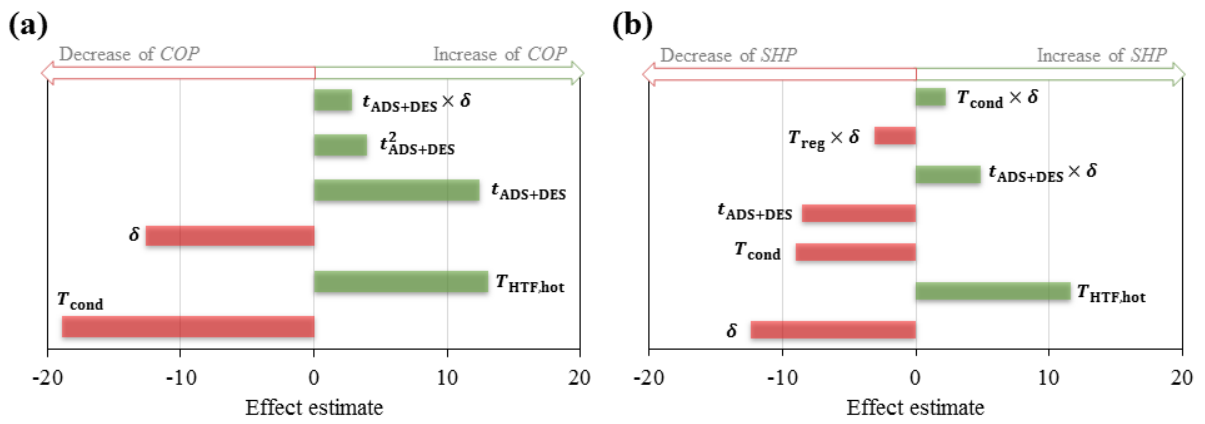 (a)
Decrease of COP Increase of COP
t_ADS+DES × δ
t²_ADS+DES
t_ADS+DES
δ
T_HTF,hot
T_cond
-20 -10 0 10 20
Effect estimate
(b)
Decrease of SHP Increase of SHP
T_cond × δ
T_reg × δ
t_ADS+DES × δ
t_ADS+DES
T_cond
T_HTF,hot
δ
-20 -10 0 10 20
Effect estimate